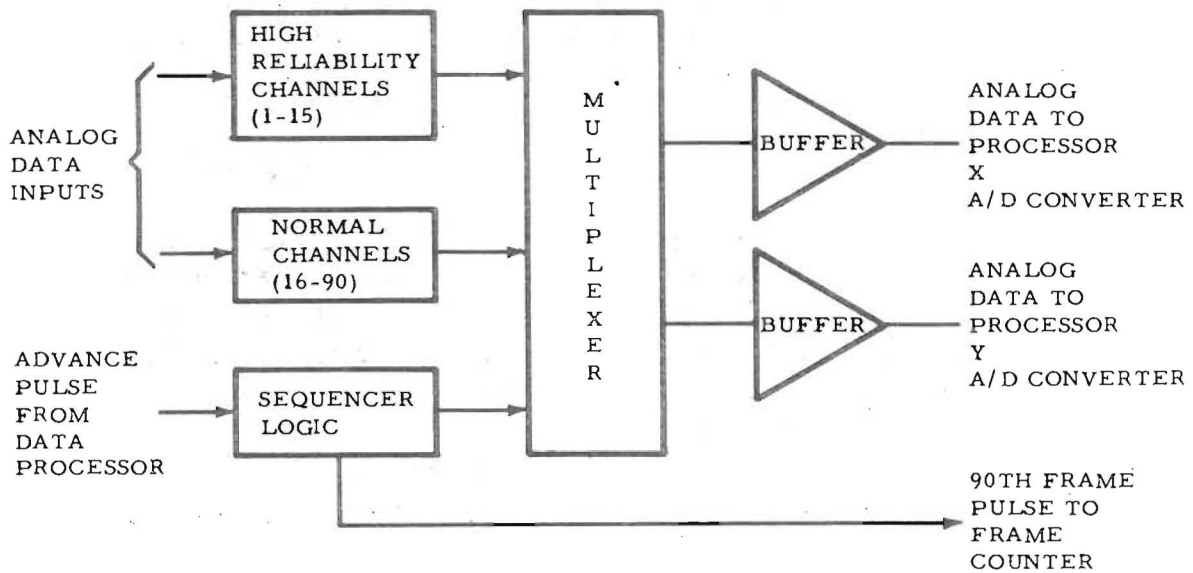 HIGH
RELIABILITY
CHANNELS
(1-15)
ANALOG
DATA
INPUTS
NORMAL
CHANNELS
(16-90)
ADVANCE
PULSE
FROM
DATA
PROCESSOR
SEQUENCER
LOGIC
MULTIPLEXER
BUFFER
ANALOG
DATA TO
PROCESSOR
X
A/D CONVERTER
BUFFER
ANALOG
DATA TO
PROCESSOR
Y
A/D CONVERTER
90TH FRAME
PULSE TO
FRAME
COUNTER